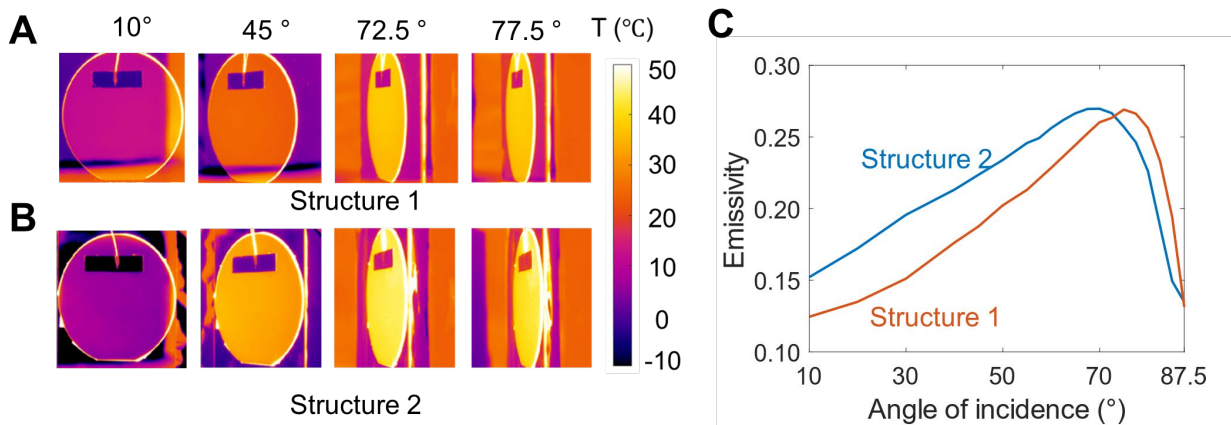 A
10°
45 °
72.5 °
77.5 °
T (℃)
50
40
30
20
10
0
-10
Structure 1
B
Structure 2
C
0.30
0.25
0.20
0.15
0.10
Emissivity
Structure 2
Structure 1
10
30
50
70
87.5
Angle of incidence (°)